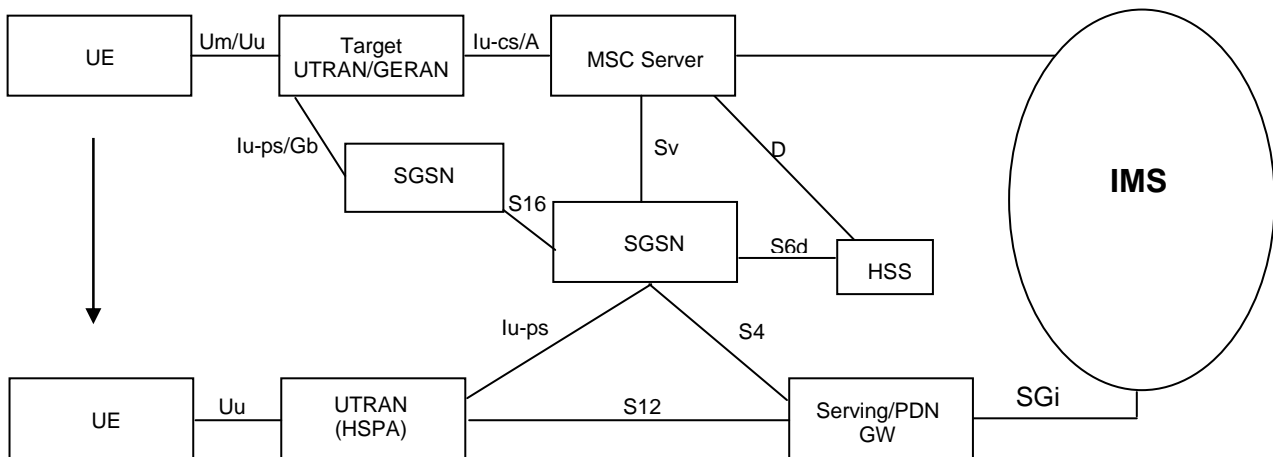 UE
Um/Uu
Target
UTRAN/GERAN
Iu-cs/A
MSC Server
Iu-ps/Gb
SGSN
S16
Sv
D
IMS
SGSN
S6d
HSS
Iu-ps
S4
UE
Uu
UTRAN
(HSPA)
S12
Serving/PDN
GW
SGi